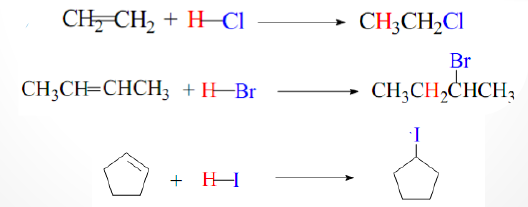 CH₂=CH₂ + H—Cl → CH₃CH₂Cl
Br
CH₃CH=CHCH₃ + H—Br → CH₃CH₂CHCH₃
I
+ H—I →